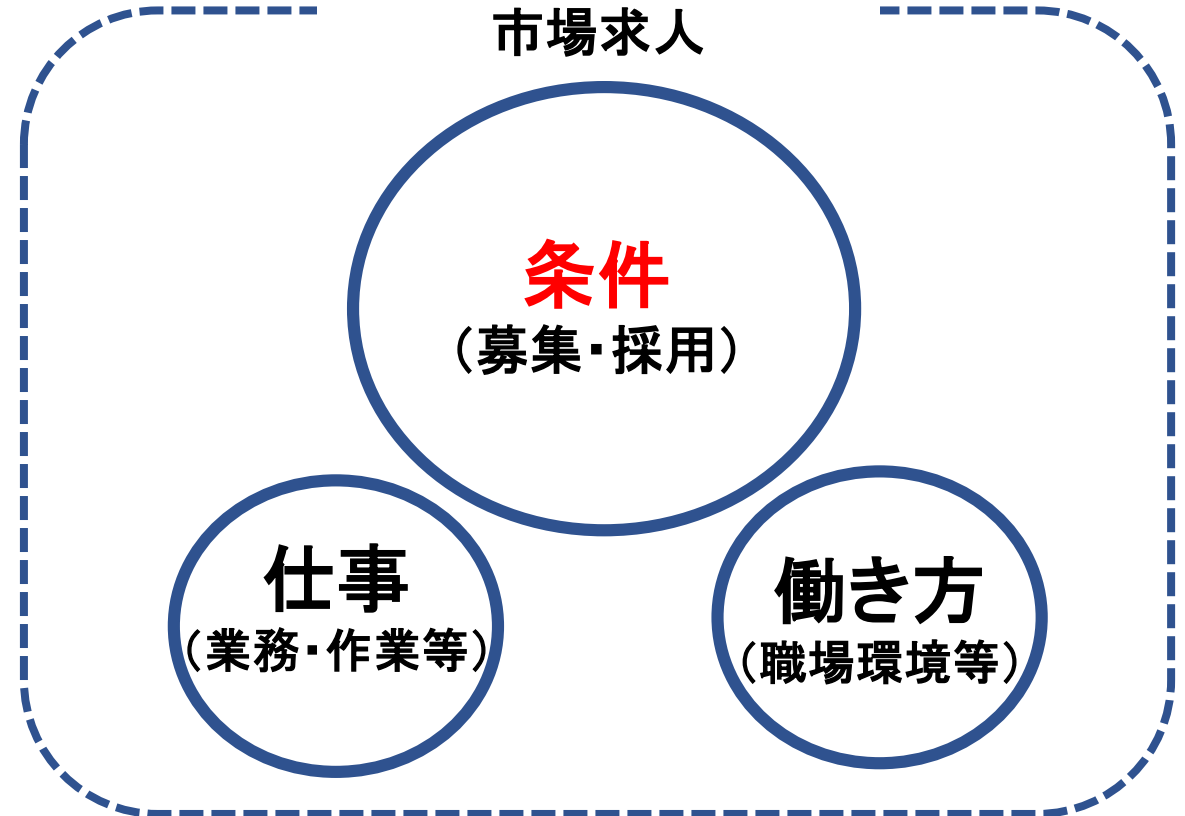 市場求人
条件
（募集・採用）
仕事
（業務・作業等）
働き方
（職場環境等）